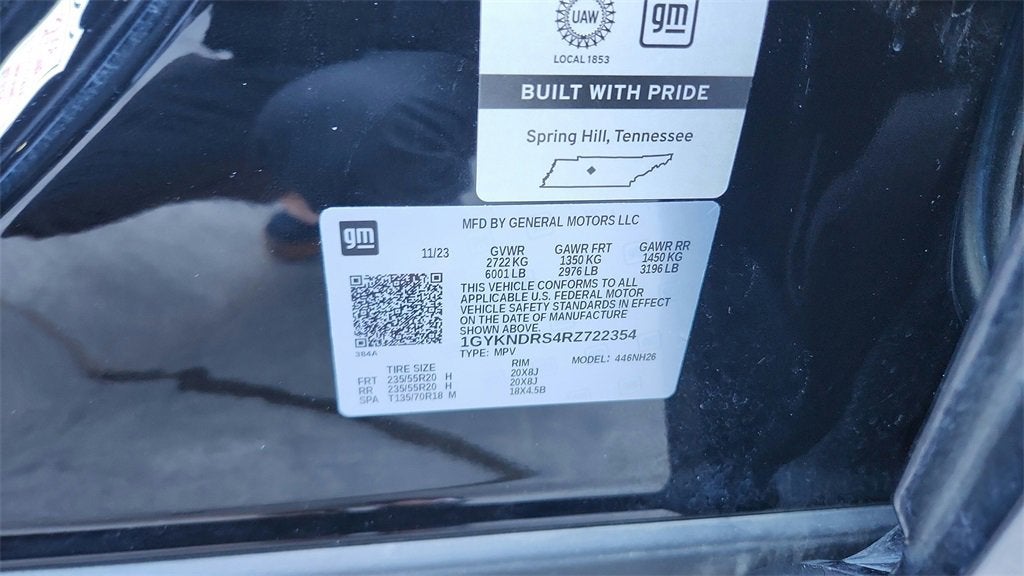 UAW
gm
LOCAL 1853
BUILT WITH PRIDE
Spring Hill, Tennessee
gm
MFD BY GENERAL MOTORS LLC
11/23 GVWR GAWR FRT GAWR RR
2722 KG 1350 KG 1450 KG
6001 LB 2976 LB 3196 LB
THIS VEHICLE CONFORMS TO ALL
APPLICABLE U.S. FEDERAL MOTOR
VEHICLE SAFETY STANDARDS IN EFFECT
ON THE DATE OF MANUFACTURE
SHOWN ABOVE.
384A
1GYKNDRS4RZ722354
TYPE: MPV MODEL: 446NH26
TIRE SIZE RIM
FRT 235/55R20 H 20X8J
RR 235/55R20 H 20X8J
SPA T135/70R18 M 18X4.5B